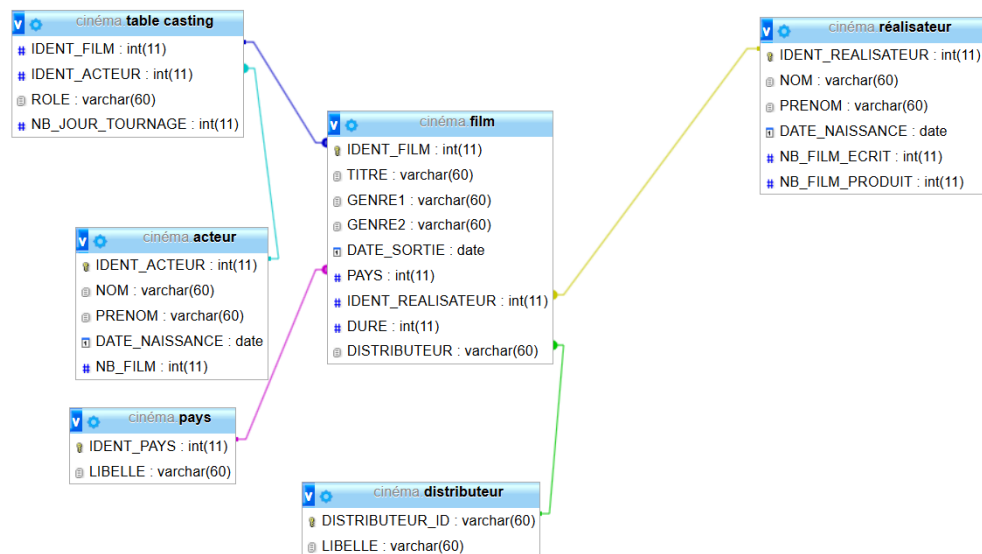 cinéma table casting
# IDENT_FILM : int(11)
# IDENT_ACTEUR : int(11)
ROLE : varchar(60)
# NB_JOUR_TOURNAGE : int(11)
cinéma film
IDENT_FILM : int(11)
TITRE : varchar(60)
GENRE1 : varchar(60)
GENRE2 : varchar(60)
DATE_SORTIE : date
# PAYS : int(11)
# IDENT_REALISATEUR : int(11)
# DURE : int(11)
DISTRIBUTEUR : varchar(60)
cinéma réalisateur
IDENT_REALISATEUR : int(11)
NOM : varchar(60)
PRENOM : varchar(60)
DATE_NAISSANCE : date
# NB_FILM_ECRIT : int(11)
# NB_FILM_PRODUIT : int(11)
cinéma acteur
IDENT_ACTEUR : int(11)
NOM : varchar(60)
PRENOM : varchar(60)
DATE_NAISSANCE : date
# NB_FILM : int(11)
cinéma pays
IDENT_PAYS : int(11)
LIBELLE : varchar(60)
cinéma distributeur
DISTRIBUTEUR_ID : varchar(60)
LIBELLE : varchar(60)